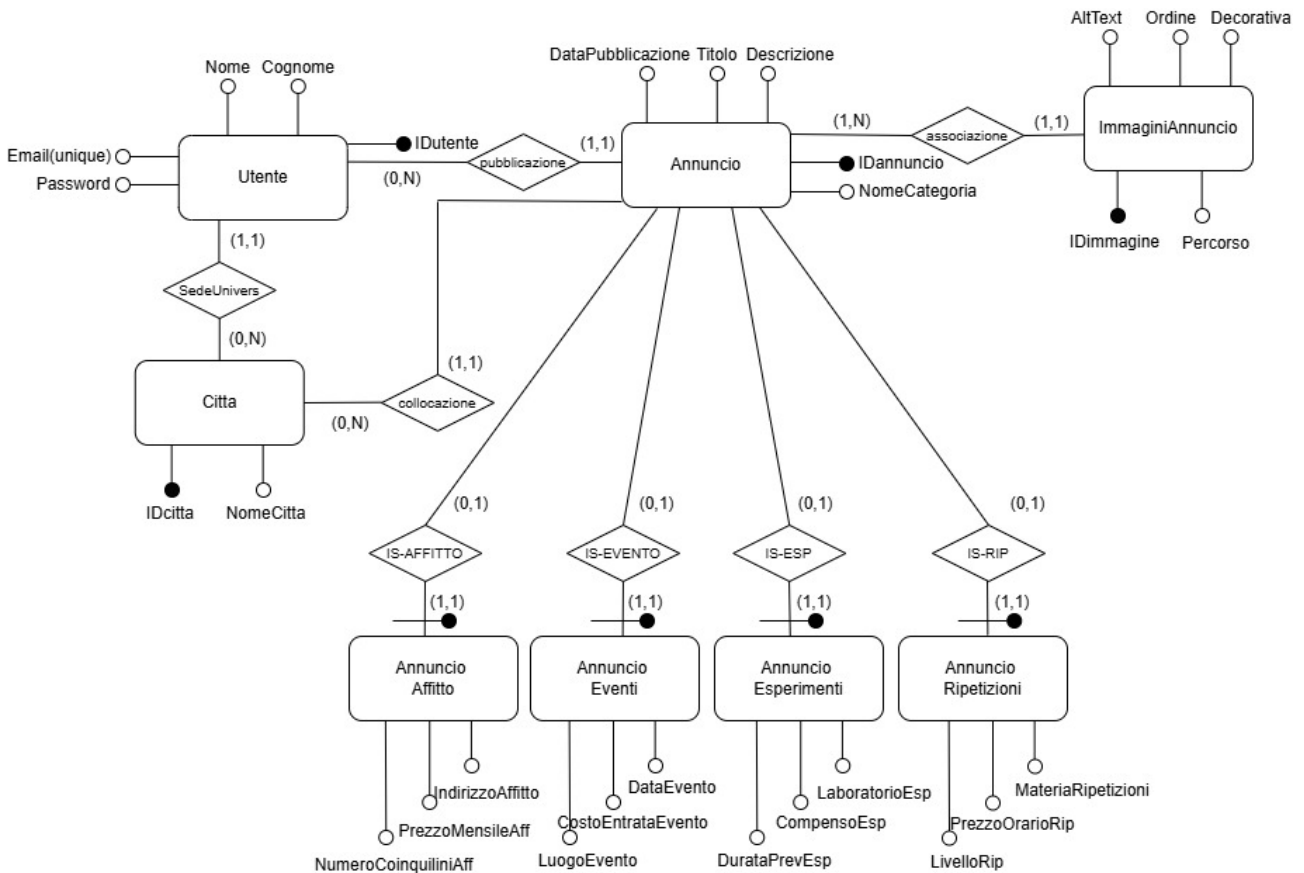 AltText Ordine Decorativa
DataPubblicazione Titolo Descrizione
Nome Cognome
Email(unique)
Password
Utente
IDutente
(0,N)
pubblicazione
(1,1)
Annuncio
(1,N)
associazione
(1,1)
ImmaginiAnnuncio
IDannuncio
NomeCategoria
IDimmagine
Percorso
(1,1)
SedeUnivers
(0,N)
Citta
(0,N)
collocazione
(1,1)
IDcitta
NomeCitta
(0,1)
(0,1)
(0,1)
(0,1)
IS-AFFITTO
IS-EVENTO
IS-ESP
IS-RIP
(1,1)
(1,1)
(1,1)
(1,1)
Annuncio
Affitto
Annuncio
Eventi
Annuncio
Esperimenti
Annuncio
Ripetizioni
IndirizzoAffitto
PrezzoMensileAff
NumeroCoinquiliniAff
DataEvento
CostoEntrataEvento
LuogoEvento
LaboratorioEsp
CompensoEsp
DurataPrevEsp
MateriaRipetizioni
PrezzoOrarioRip
LivelloRip